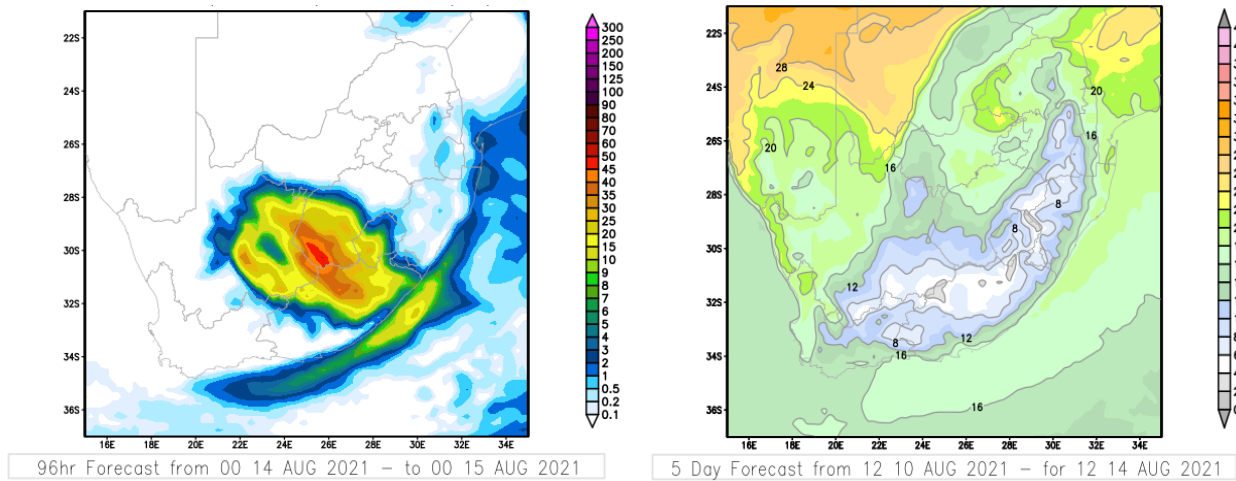 22S
24S
26S
28S
30S
32S
34S
36S
16E
18E
20E
22E
24E
26E
28E
30E
32E
34E
300
250
200
150
125
100
90
80
70
60
50
45
40
35
30
25
20
15
10
9
8
7
6
5
4
3
2
1
0.5
0.2
0.1
96hr Forecast from 00 14 AUG 2021 – to 00 15 AUG 2021
22S
24S
26S
28S
30S
32S
34S
36S
28
24
20
20
16
16
8
8
12
12
8
16
16
16E
18E
20E
22E
24E
26E
28E
30E
32E
34E
5 Day Forecast from 12 10 AUG 2021 – for 12 14 AUG 2021